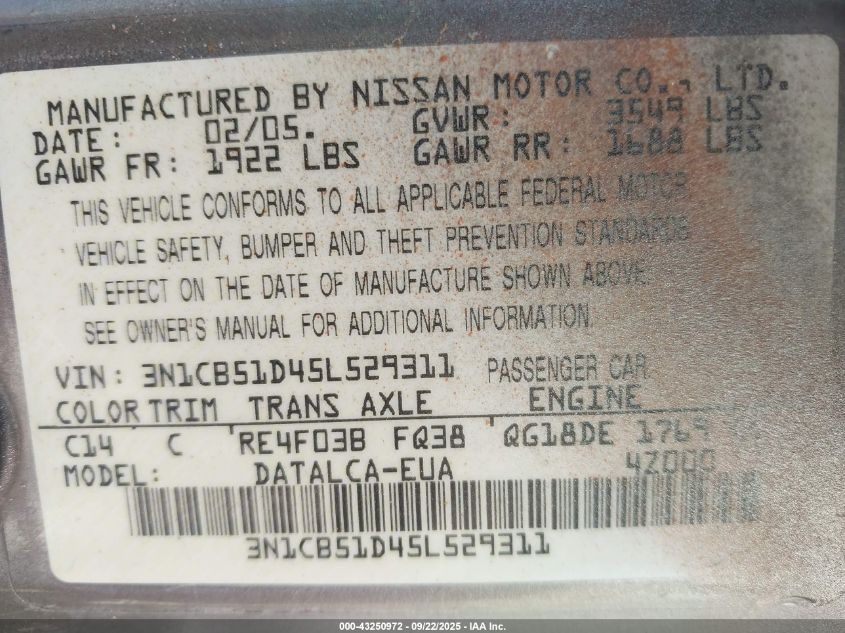 MANUFACTURED BY NISSAN MOTOR CO., LTD.
DATE: 02/05. GVWR: 3549 LBS
GAWR FR: 1922 LBS GAWR RR: 1688 LBS
THIS VEHICLE CONFORMS TO ALL APPLICABLE FEDERAL MOTOR
VEHICLE SAFETY, BUMPER AND THEFT PREVENTION STANDARDS
IN EFFECT ON THE DATE OF MANUFACTURE SHOWN ABOVE.
SEE OWNER'S MANUAL FOR ADDITIONAL INFORMATION.
VIN: 3N1CB51D45L529311 PASSENGER CAR
COLOR TRIM TRANS AXLE ENGINE
C14 C RE4F03B FQ38 QG18DE 1769
MODEL: DATALCA-EUA 4Z000
3N1CB51D45L529311
000-43250972 - 09/22/2025 - IAA Inc.